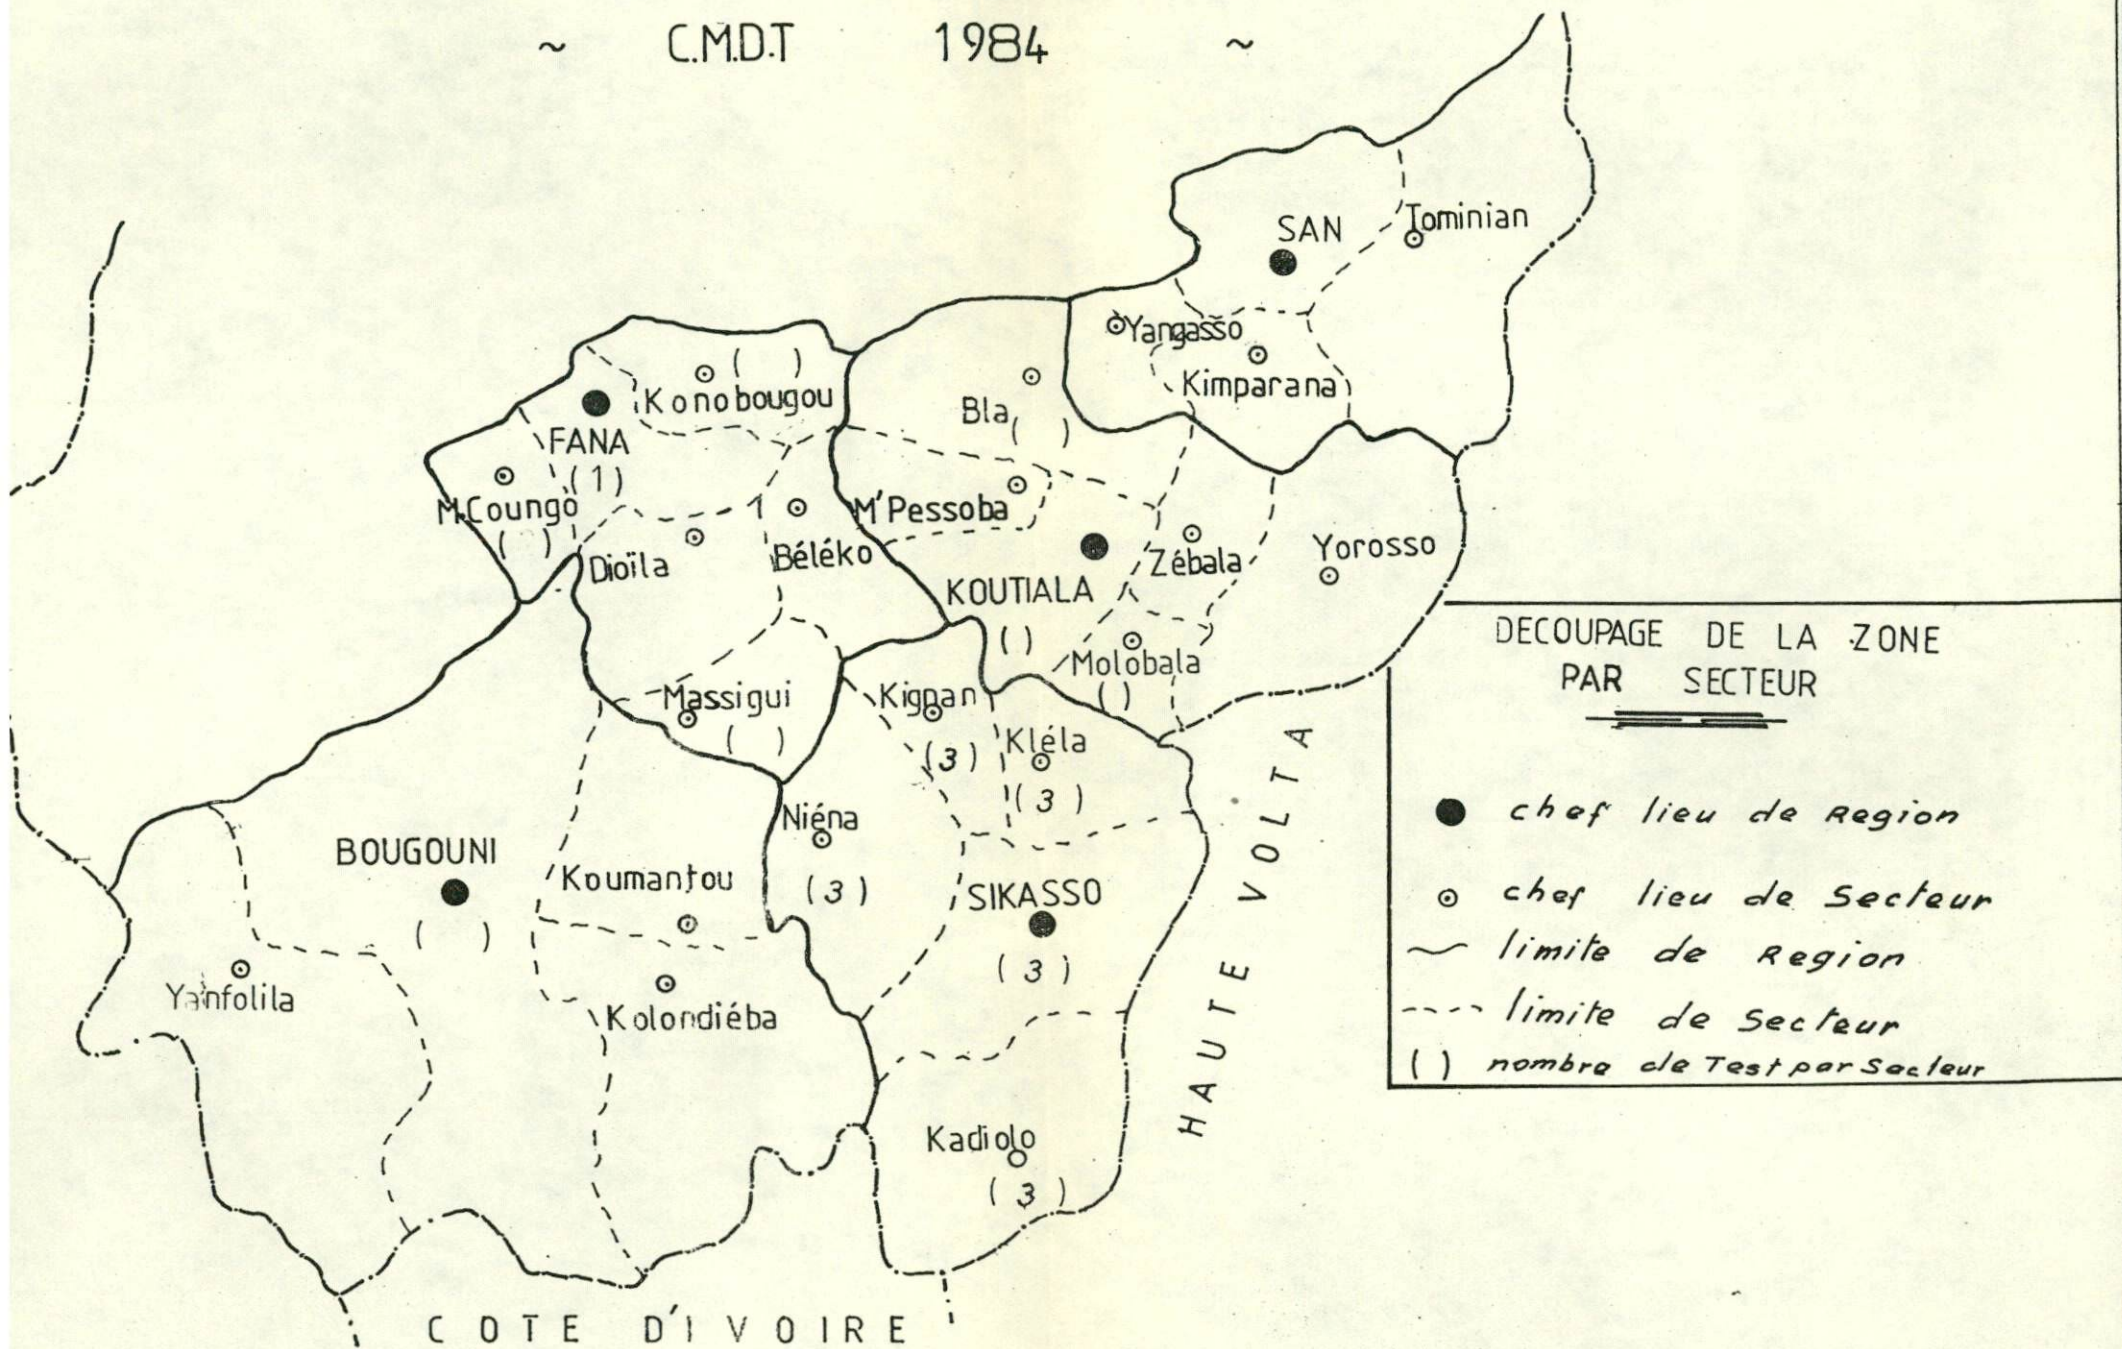 ~ C.M.D.T 1984 ~
SAN
Tominian
Yangasso
Kimparana
Konobougou ( )
Bla ( )
FANA
(1)
M.Coungo
( )
M'Pessoba
Dioïla
Béléko
Zébala
Yorosso
KOUTIALA
( )
Molobala
( )
Massigui
( )
Kignan
(3)
Kléla
(3)
Niéna
(3)
BOUGOUNI
( )
Koumantou
SIKASSO
(3)
Yanfolila
Kolondiéba
Kadiolo
(3)
HAUTE VOLTA
COTE D'IVOIRE
DECOUPAGE DE LA ZONE
PAR SECTEUR
chef lieu de Region
chef lieu de Secteur
limite de Region
limite de Secteur
( ) nombre de Test par Secteur